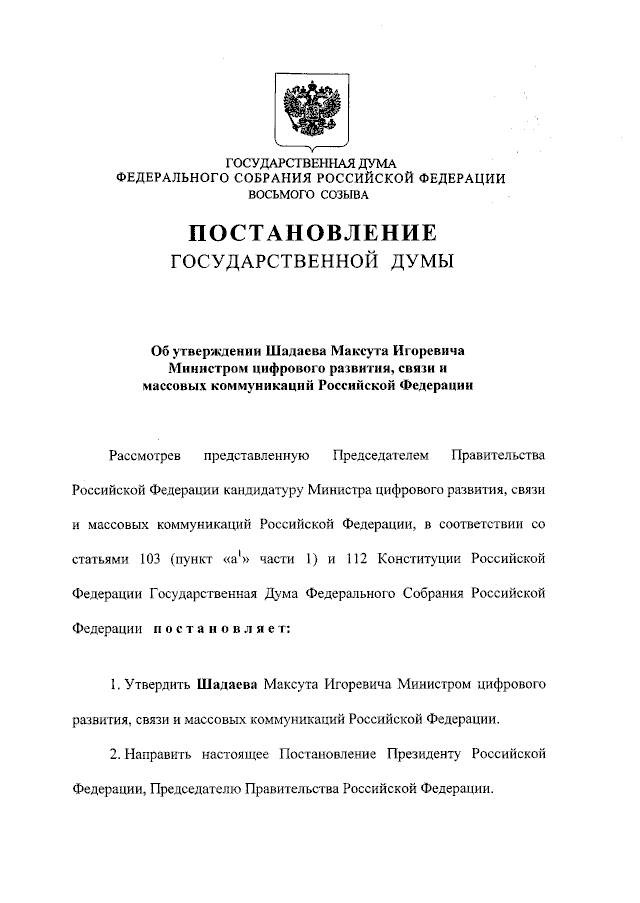 ГОСУДАРСТВЕННАЯ ДУМА
ФЕДЕРАЛЬНОГО СОБРАНИЯ РОССИЙСКОЙ ФЕДЕРАЦИИ
ВОСЬМОГО СОЗЫВА
ПОСТАНОВЛЕНИЕ
ГОСУДАРСТВЕННОЙ ДУМЫ
Об утверждении Шадаева Максута Игоревича
Министром цифрового развития, связи и
массовых коммуникаций Российской Федерации
Рассмотрев представленную Председателем Правительства
Российской Федерации кандидатуру Министра цифрового развития, связи
и массовых коммуникаций Российской Федерации, в соответствии со
статьями 103 (пункт «а¹» части 1) и 112 Конституции Российской
Федерации Государственная Дума Федерального Собрания Российской
Федерации п о с т а н о в л я е т:
1. Утвердить Шадаева Максута Игоревича Министром цифрового
развития, связи и массовых коммуникаций Российской Федерации.
2. Направить настоящее Постановление Президенту Российской
Федерации, Председателю Правительства Российской Федерации.